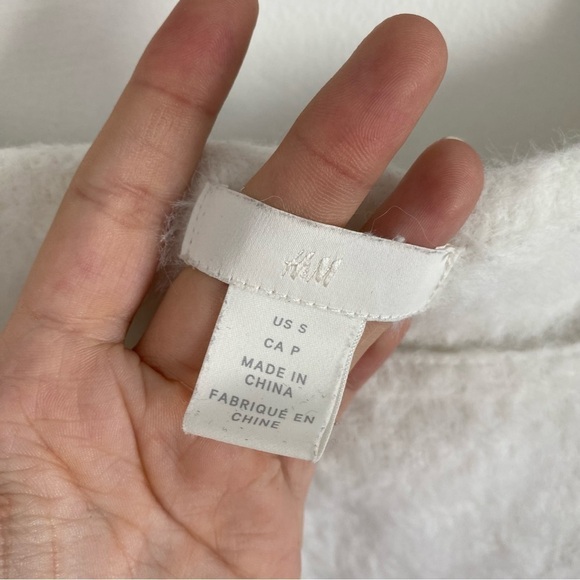 H&M
US S
CA P
MADE IN
CHINA
FABRIQUÉ EN
CHINE